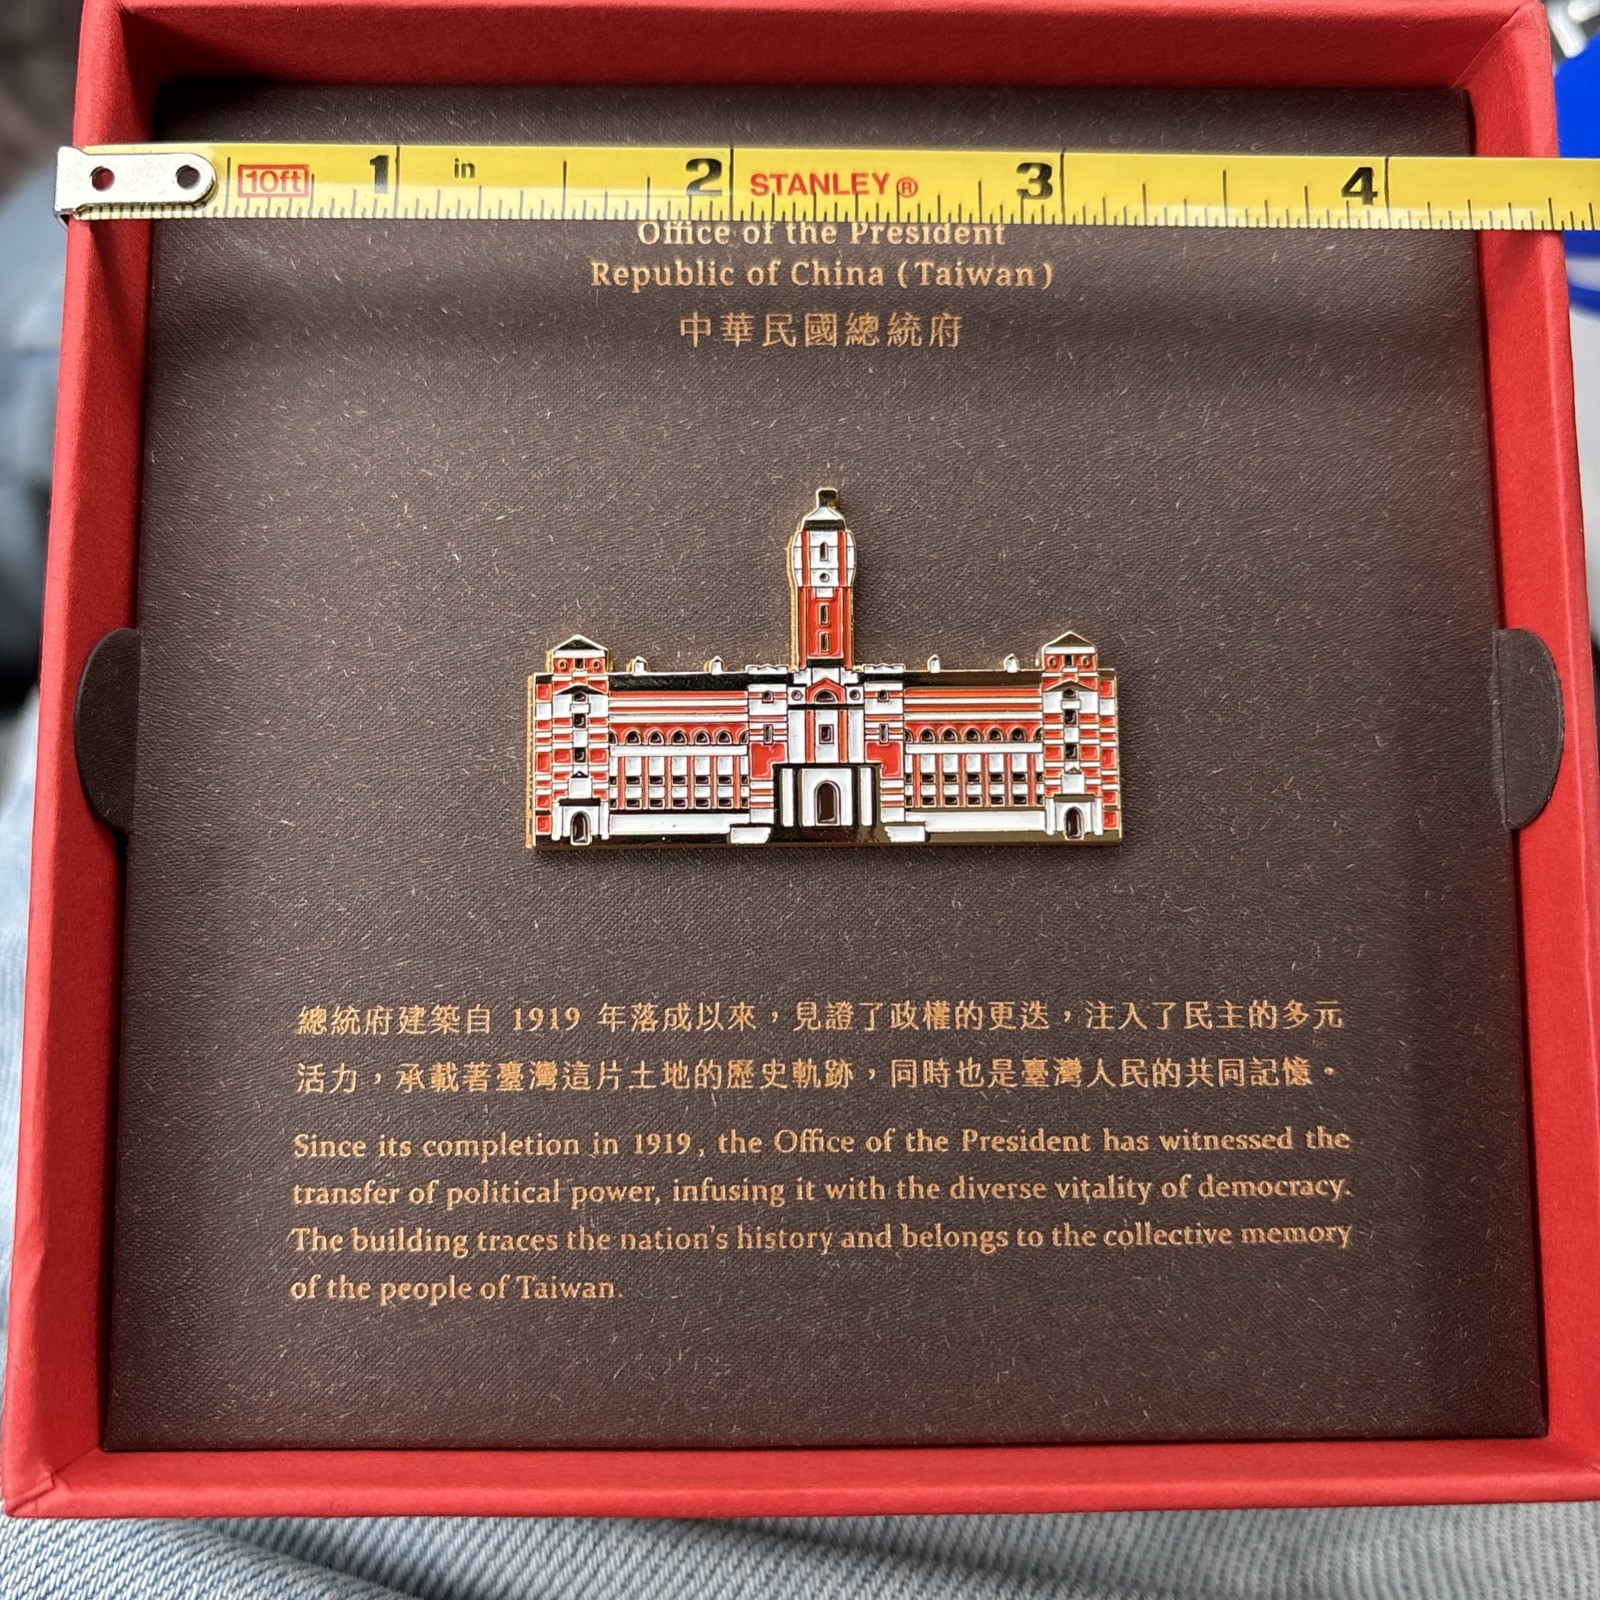 10ft 1 in 2 STANLEY® 3 4
Office of the President
Republic of China (Taiwan)
中華民國總統府
總統府建築自 1919 年落成以來，見證了政權的更迭，注入了民主的多元
活力，承載著臺灣這片土地的歷史軌跡，同時也是臺灣人民的共同記憶。
Since its completion in 1919, the Office of the President has witnessed the
transfer of political power, infusing it with the diverse vitality of democracy.
The building traces the nation's history and belongs to the collective memory
of the people of Taiwan.